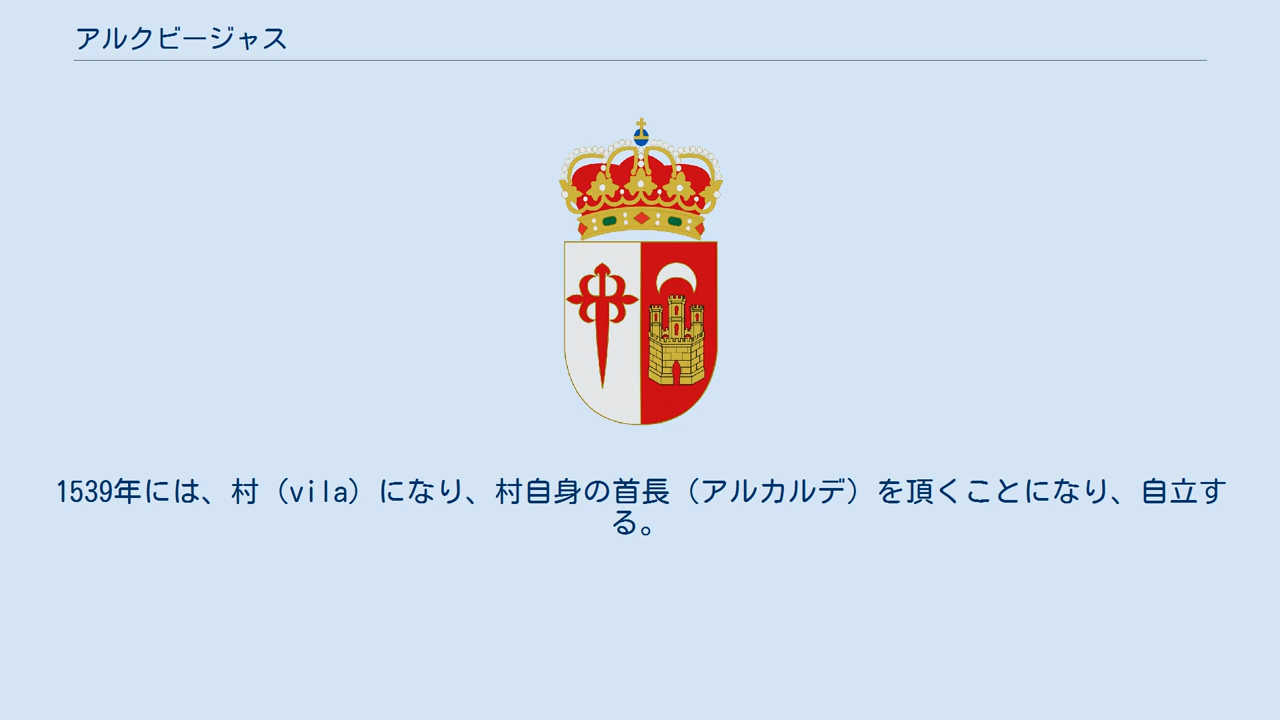 アルクビージャス
1539年には、村（vila）になり、村自身の首長（アルカルデ）を頂くことになり、自立す
る。